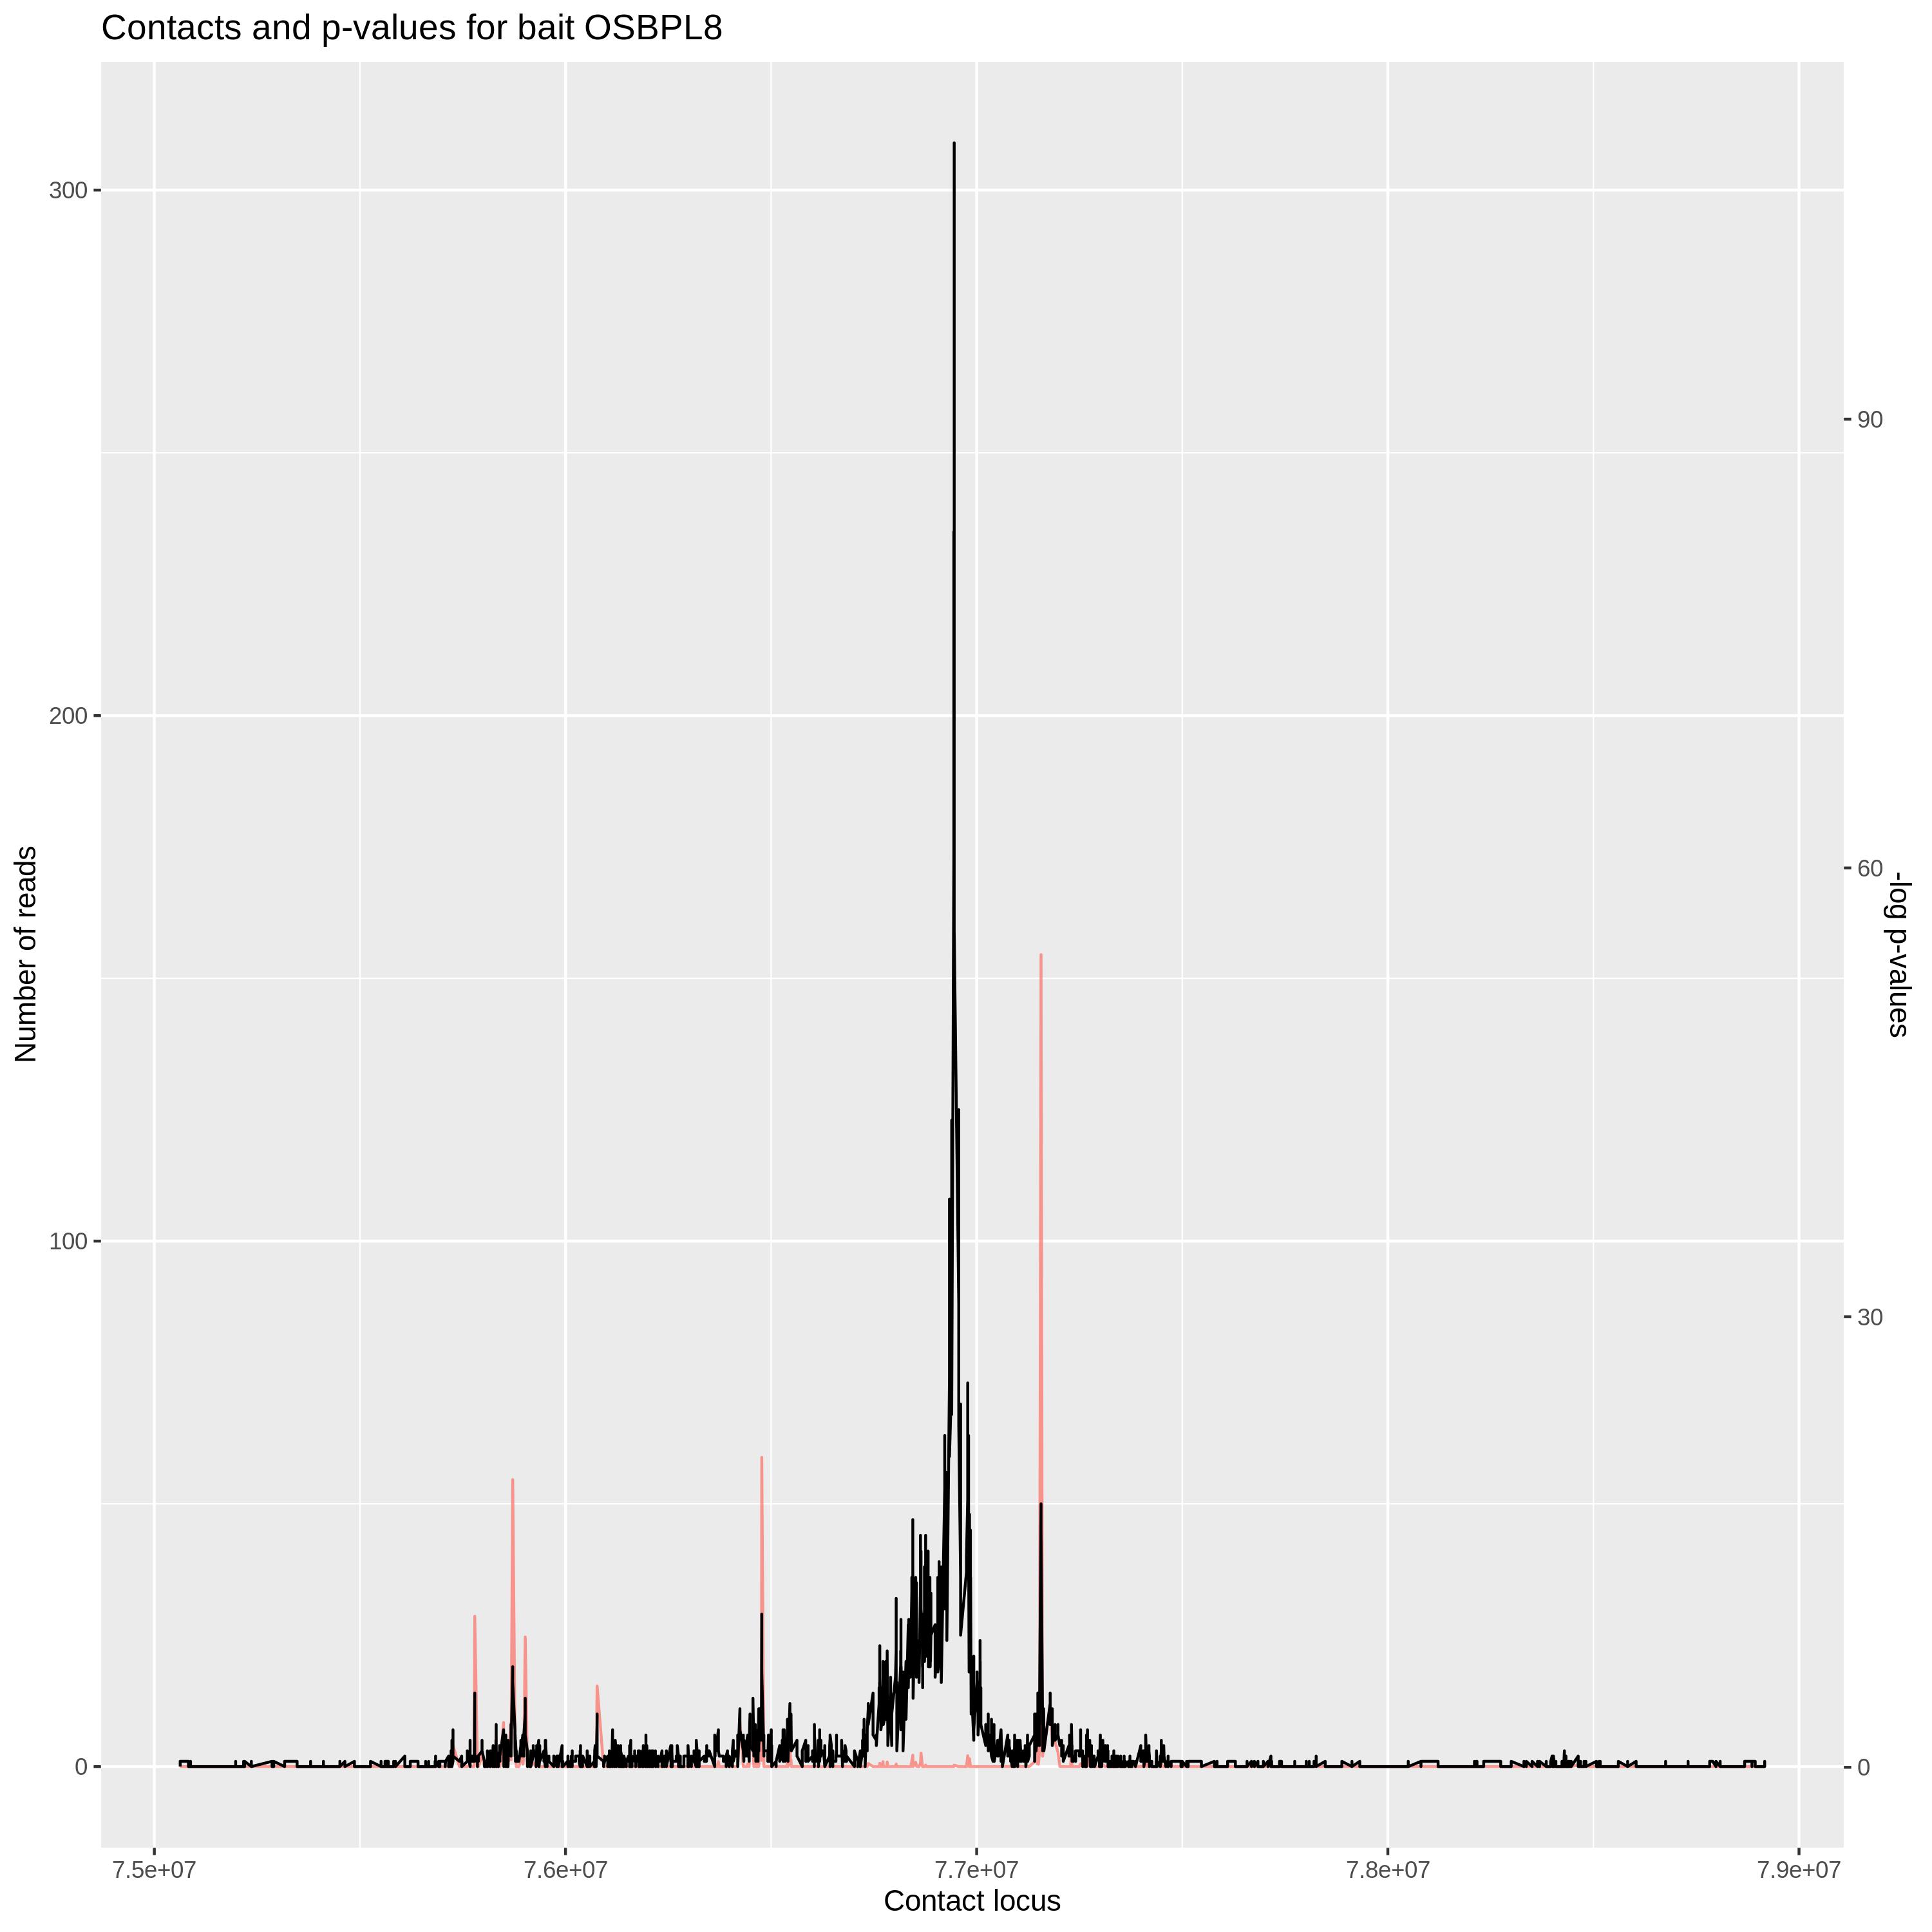 Contacts and p-values for bait OSBPL8
300
200
100
0
Number of reads
90
60
30
0
-log p-values
7.5e+07 7.6e+07 7.7e+07 7.8e+07 7.9e+07
Contact locus